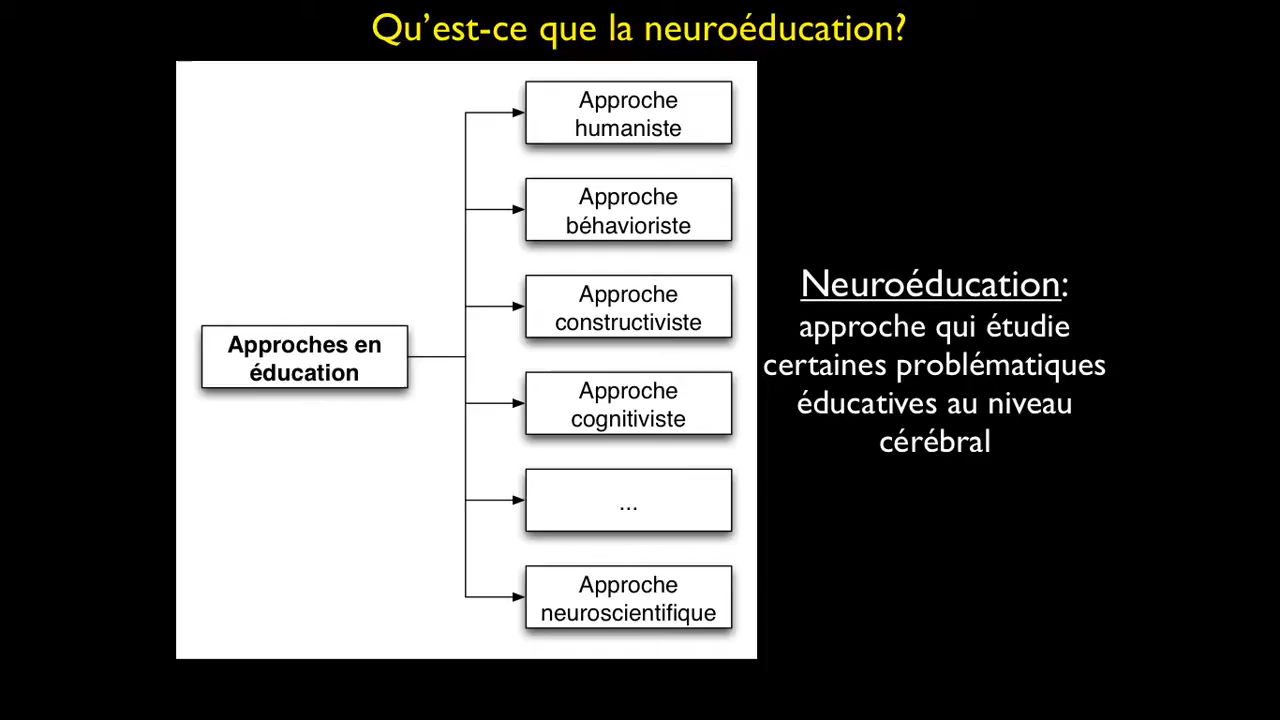 Qu’est-ce que la neuroéducation?
Approches en
éducation
Approche
humaniste
Approche
béhavioriste
Approche
constructiviste
Approche
cognitiviste
...
Approche
neuroscientifique
Neuroéducation:
approche qui étudie
certaines problématiques
éducatives au niveau
cérébral